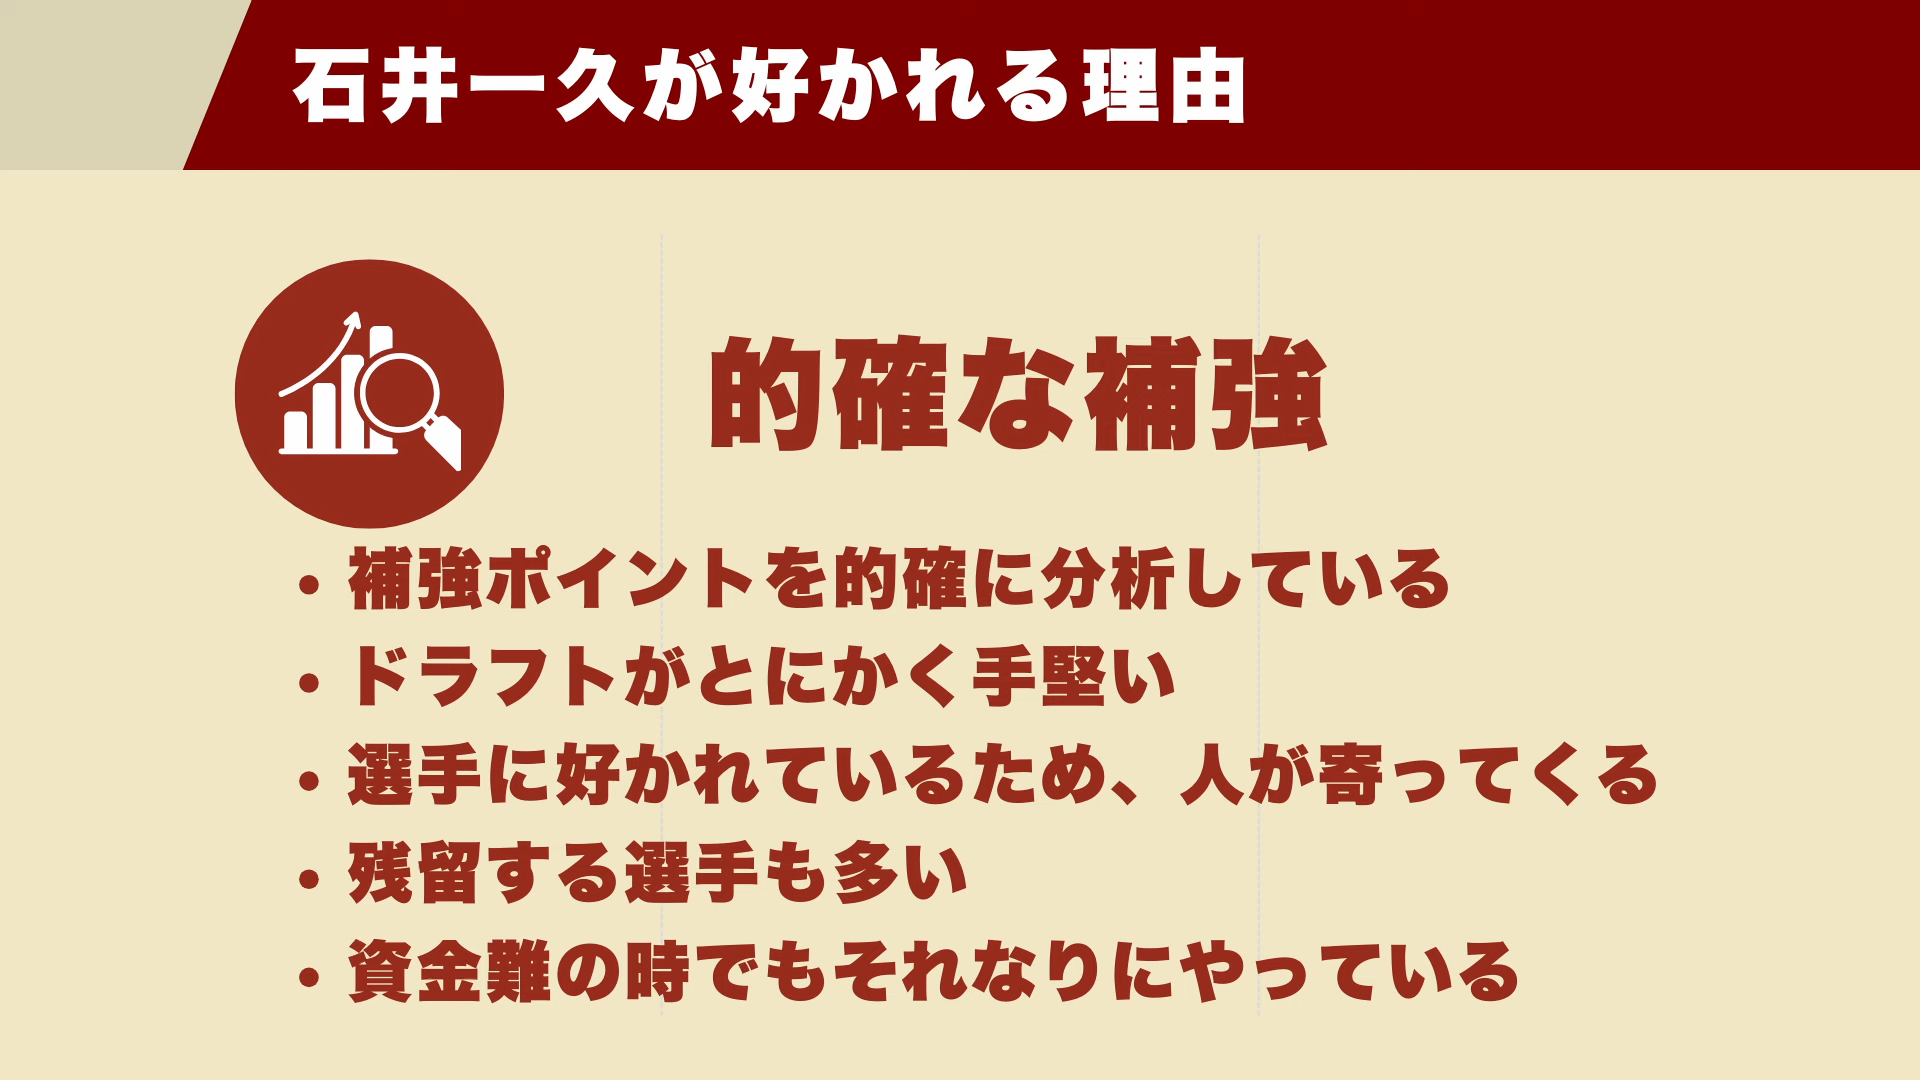 石井一久が好かれる理由
的確な補強
• 補強ポイントを的確に分析している
• ドラフトがとにかく手堅い
• 選手に好かれているため、人が寄ってくる
• 残留する選手も多い
• 資金難の時でもそれなりにやっている